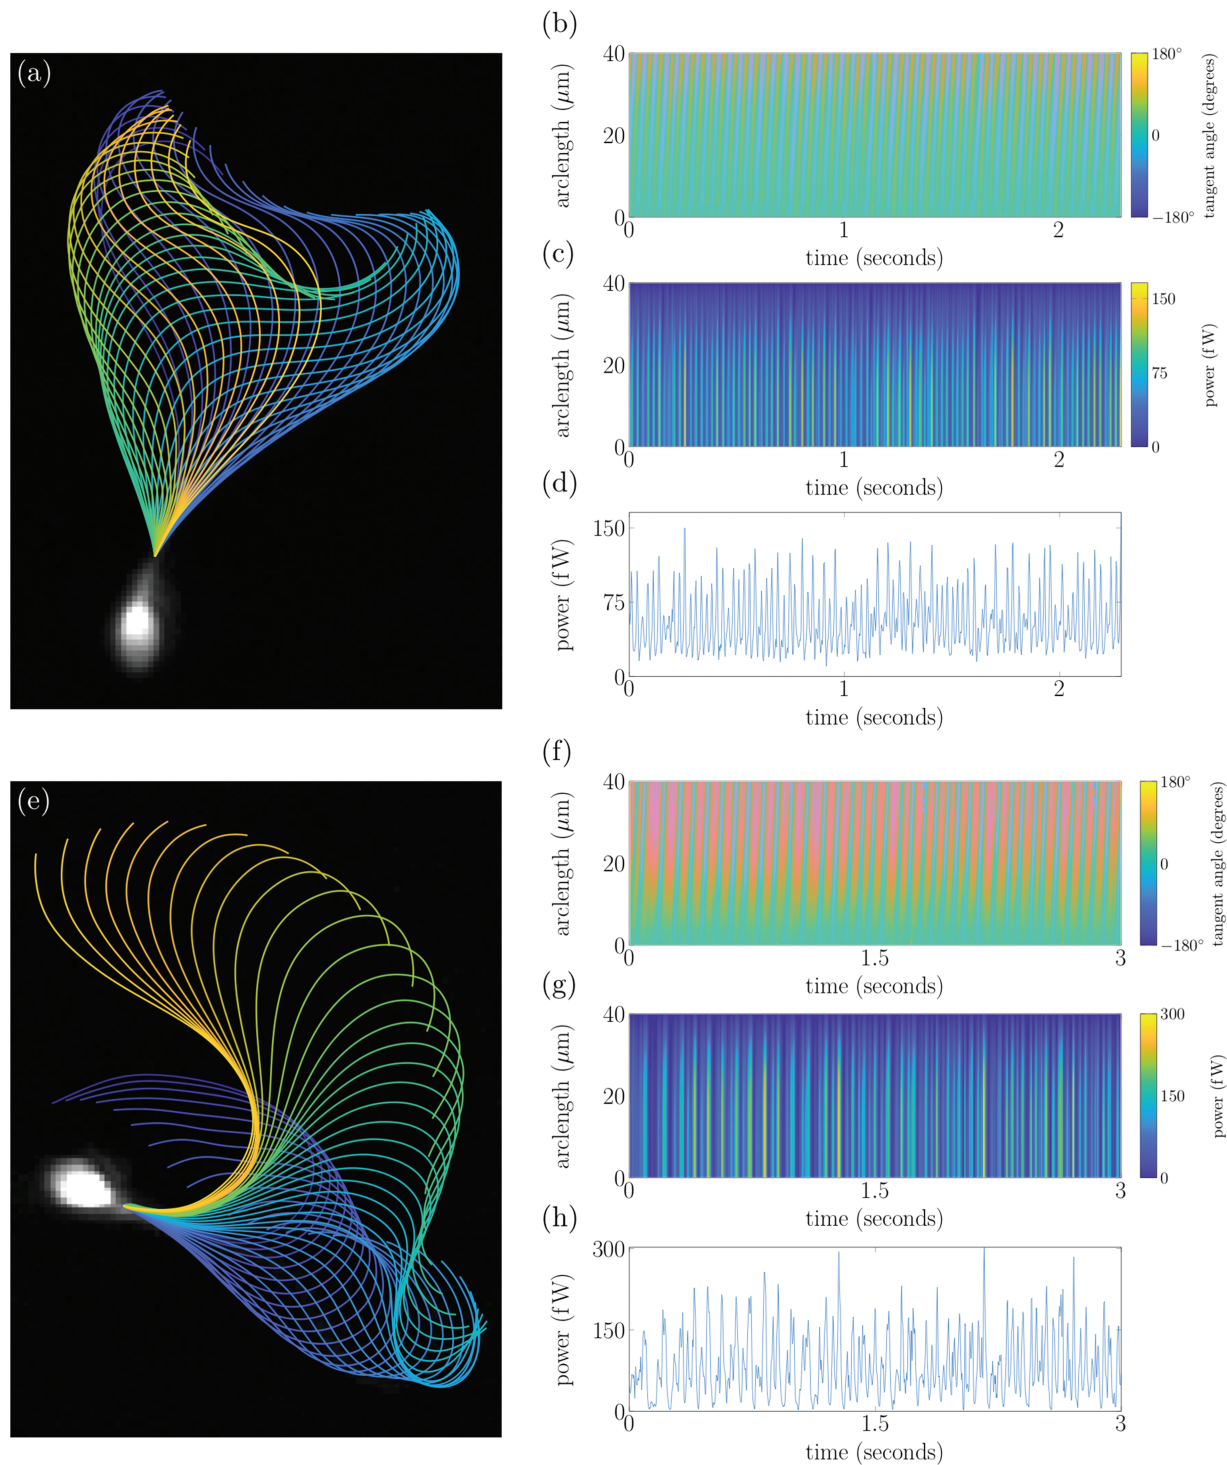 (a)
(b)
40
20
0
arclength (μm)
0 1 2
time (seconds)
180°
0
−180°
tangent angle (degrees)
(c)
40
20
0
arclength (μm)
0 1 2
time (seconds)
150
75
0
power (fW)
(d)
150
75
0
power (fW)
0 1 2
time (seconds)
(e)
(f)
40
20
0
arclength (μm)
0 1.5 3
time (seconds)
180°
0
−180°
tangent angle (degrees)
(g)
40
20
0
arclength (μm)
0 1.5 3
time (seconds)
300
150
0
power (fW)
(h)
300
150
0
power (fW)
0 1.5 3
time (seconds)